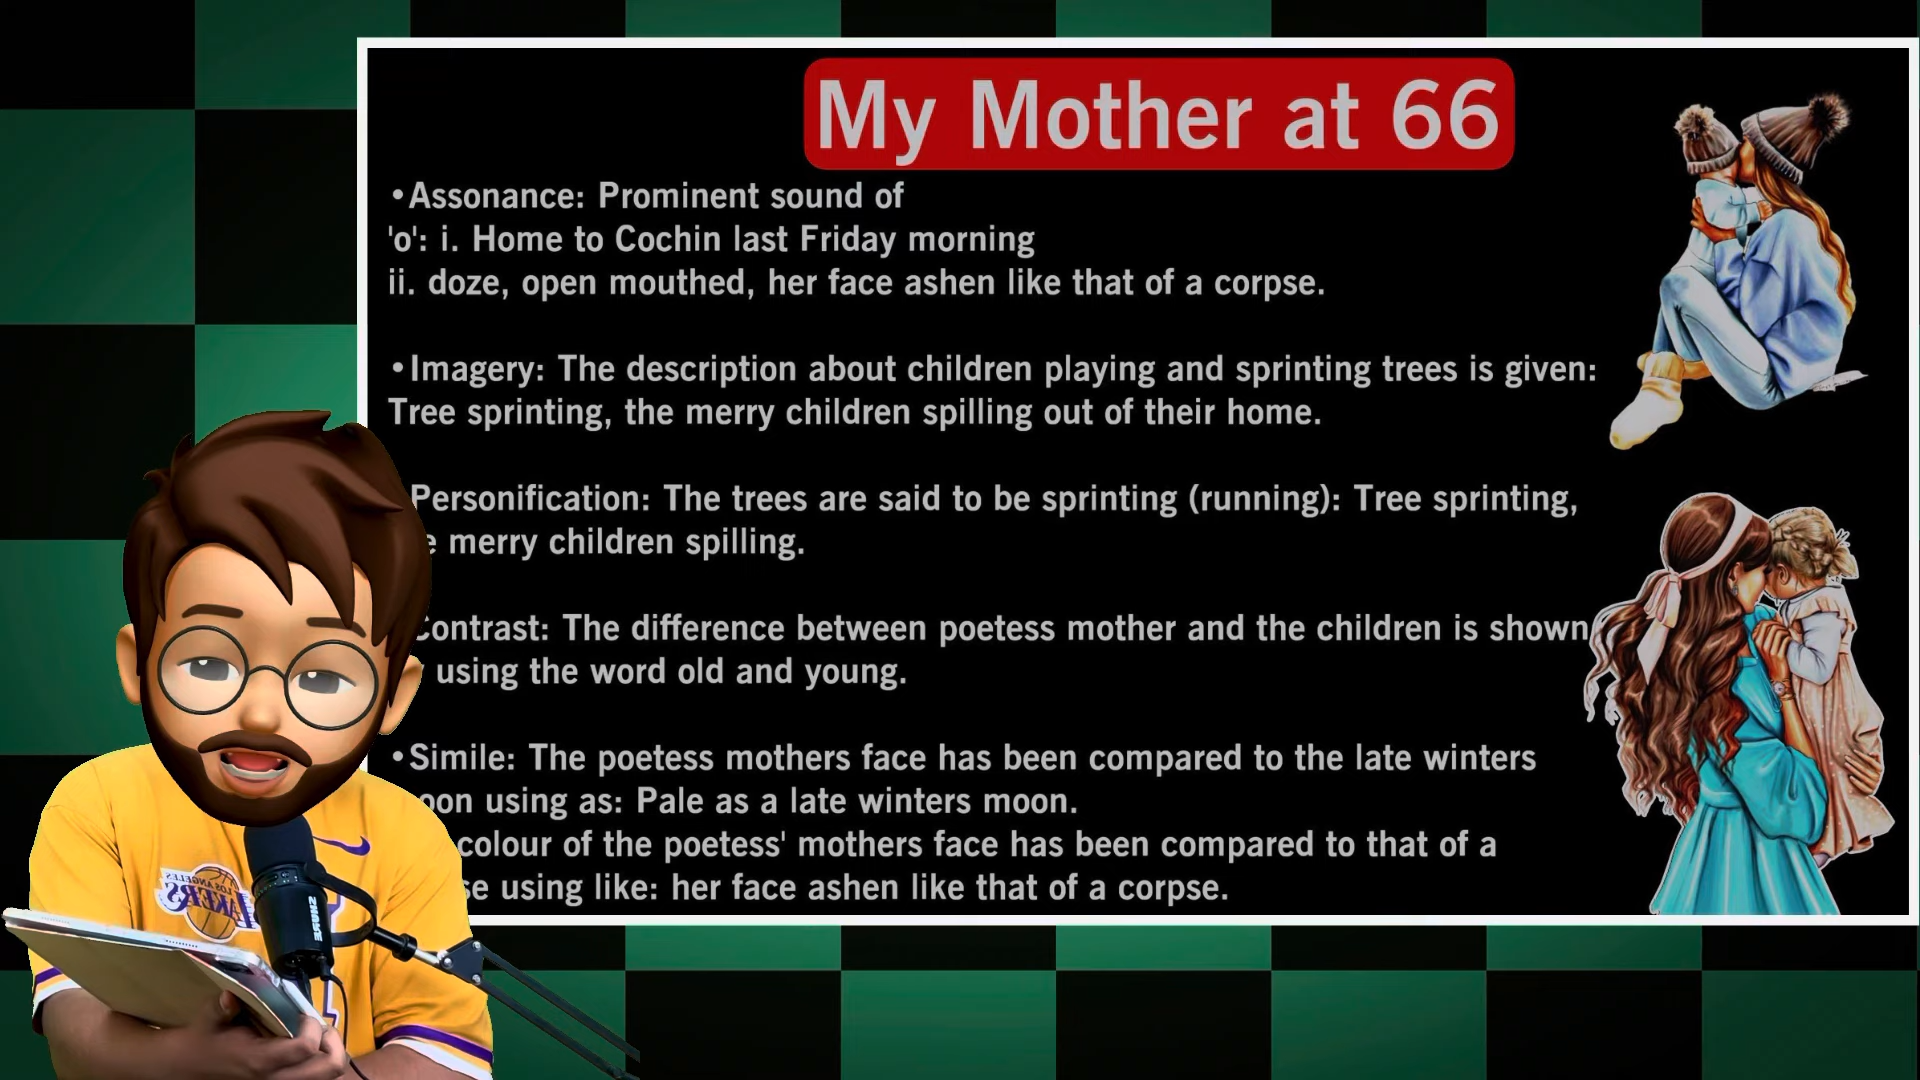 My Mother at 66
•Assonance: Prominent sound of
'o': i. Home to Cochin last Friday morning
ii. doze, open mouthed, her face ashen like that of a corpse.
•Imagery: The description about children playing and sprinting trees is given:
Tree sprinting, the merry children spilling out of their home.
Personification: The trees are said to be sprinting (running): Tree sprinting,
merry children spilling.
Contrast: The difference between poetess mother and the children is shown
using the word old and young.
•Simile: The poetess mothers face has been compared to the late winters
using as: Pale as a late winters moon.
colour of the poetess' mothers face has been compared to that of a
using like: her face ashen like that of a corpse.
LOS ANGELES
LAKERS
SHURE